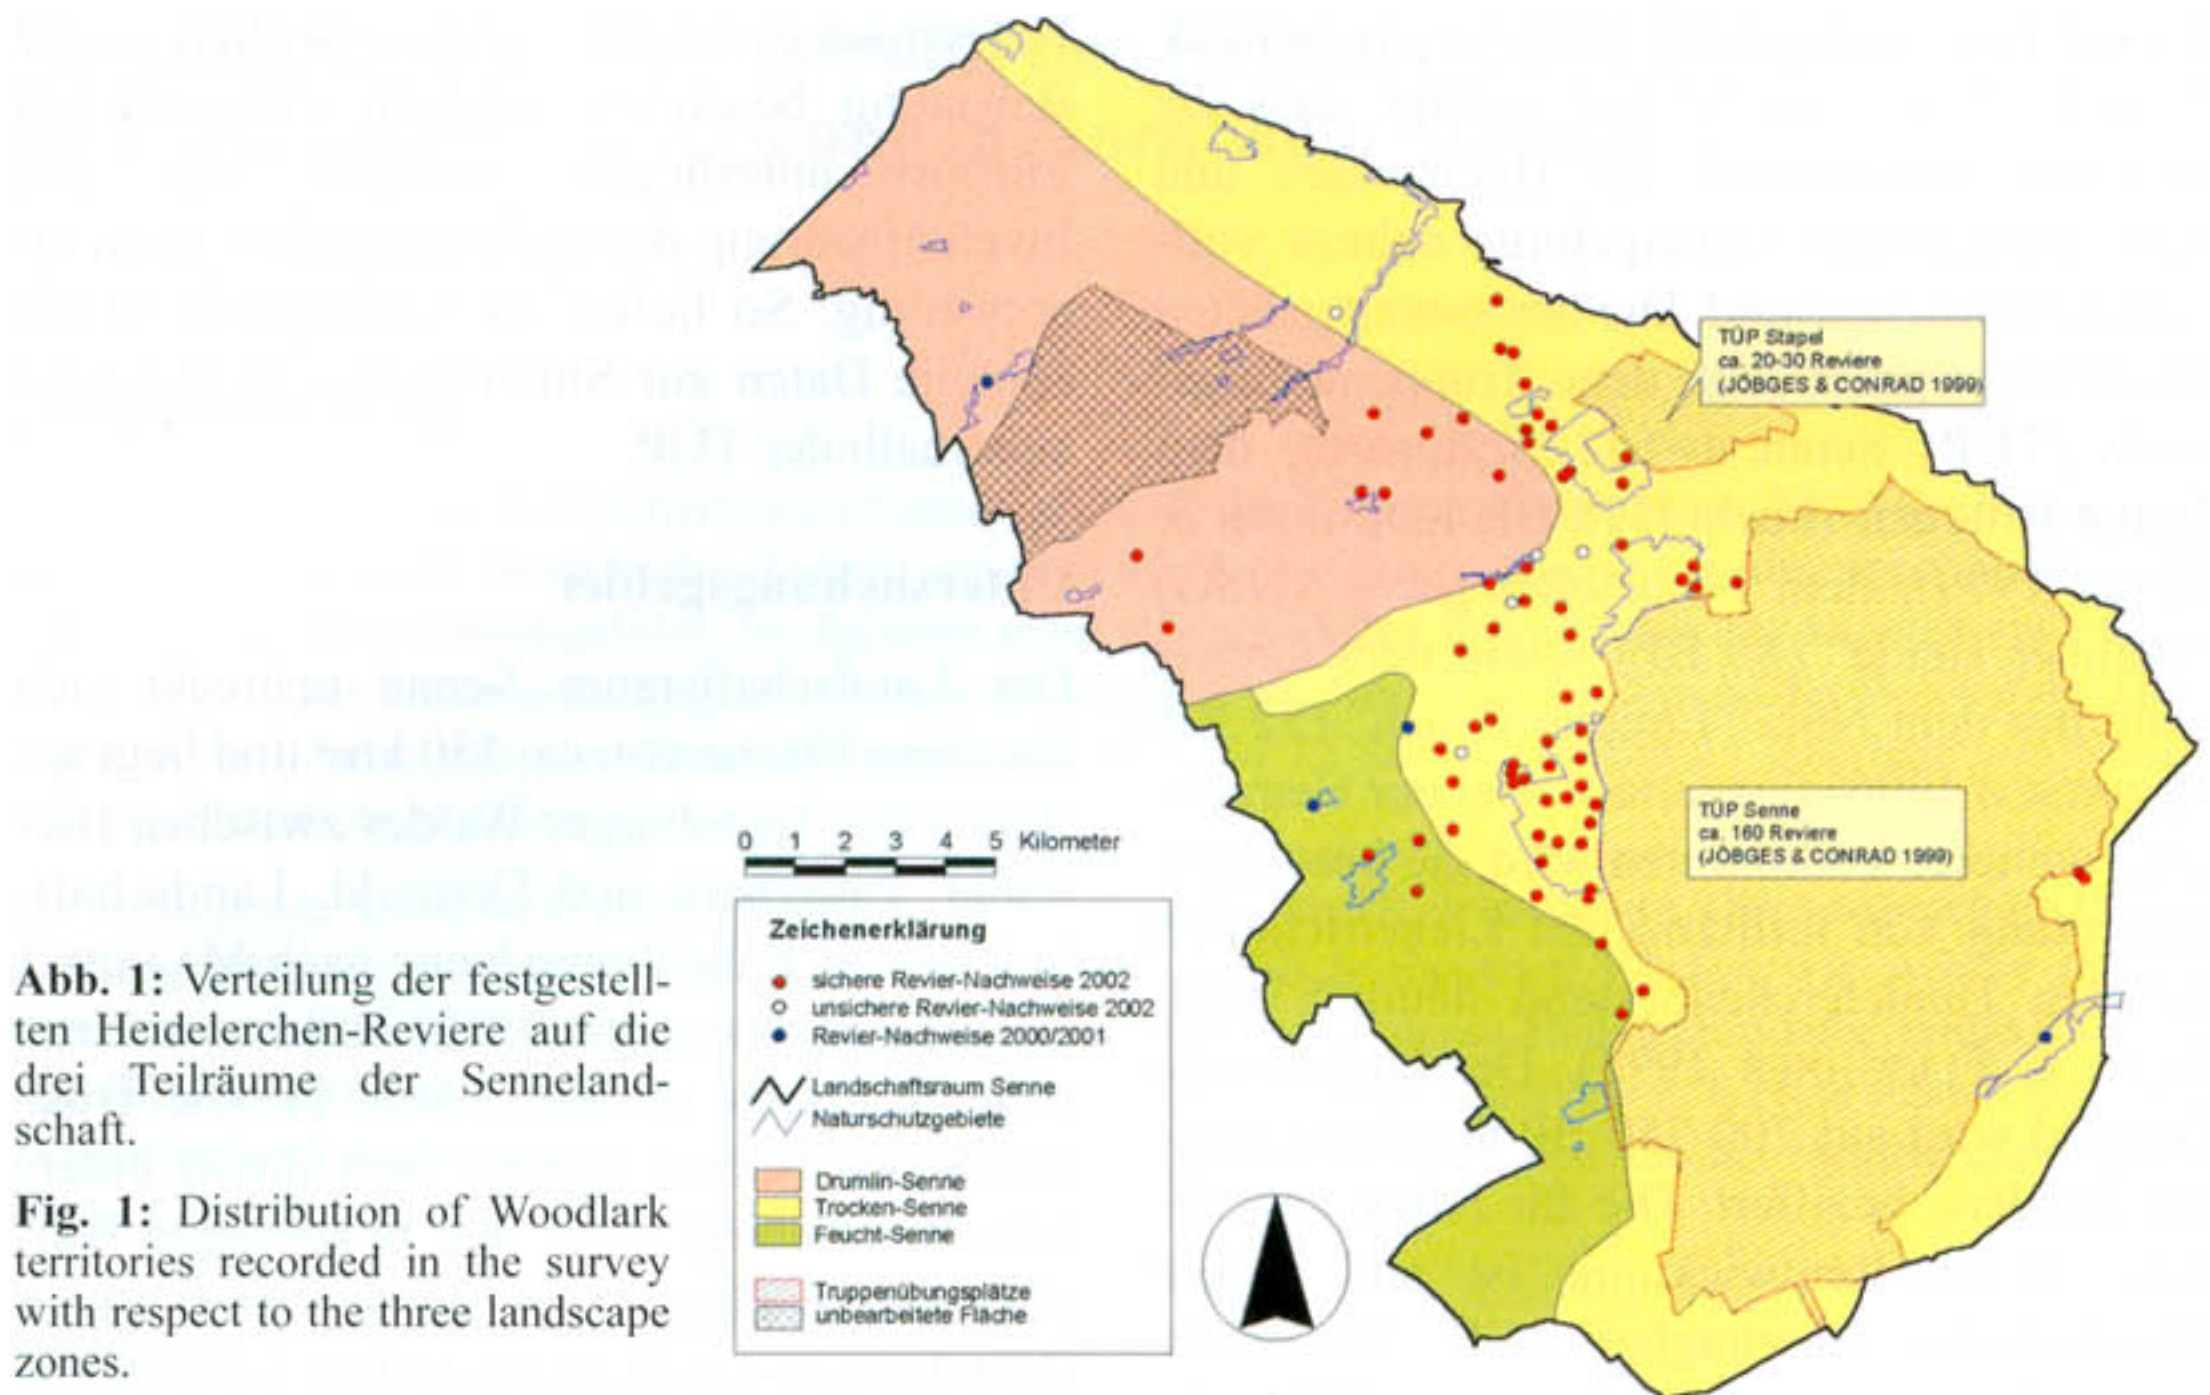 TÜP Stapel
ca. 20-30 Reviere
(JÖBGES & CONRAD 1999)
TÜP Senne
ca. 160 Reviere
(JÖBGES & CONRAD 1999)
0 1 2 3 4 5 Kilometer
Zeichenerklärung
sichere Revier-Nachweise 2002
unsichere Revier-Nachweise 2002
Revier-Nachweise 2000/2001
Landschaftsraum Senne
Naturschutzgebiete
Drumlin-Senne
Trocken-Senne
Feucht-Senne
Truppenübungsplätze
unbearbeitete Fläche
Abb. 1: Verteilung der festgestell-
ten Heidelerchen-Reviere auf die
drei Teilräume der Senneland-
schaft.
Fig. 1: Distribution of Woodlark
territories recorded in the survey
with respect to the three landscape
zones.